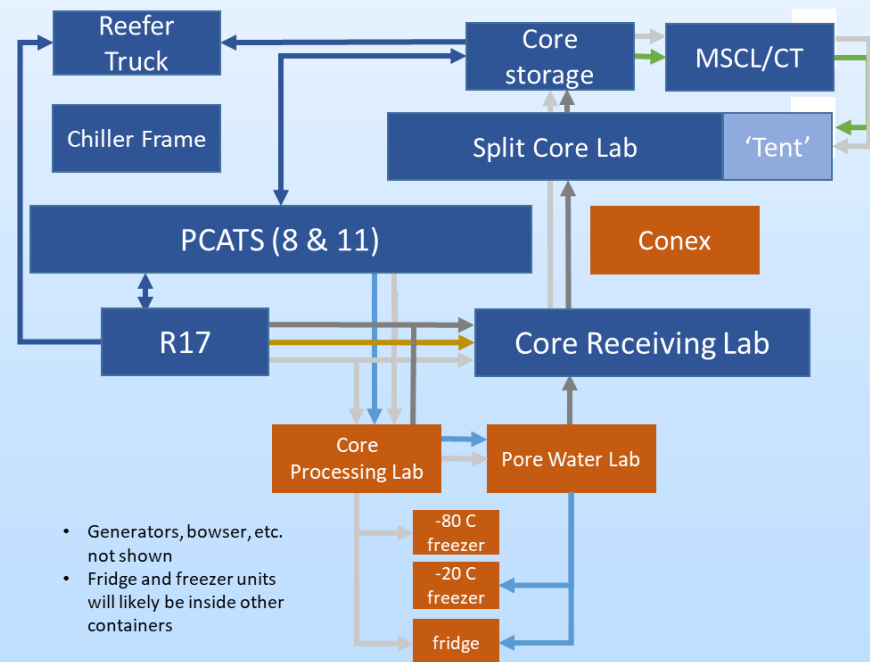 Reefer
Truck
Core
storage
MSCL/CT
Chiller Frame
Split Core Lab
‘Tent’
PCATS (8 & 11)
Conex
R17
Core Receiving Lab
Core
Processing Lab
Pore Water Lab
-80 C
freezer
-20 C
freezer
fridge
• Generators, bowser, etc.
not shown
• Fridge and freezer units
will likely be inside other
containers